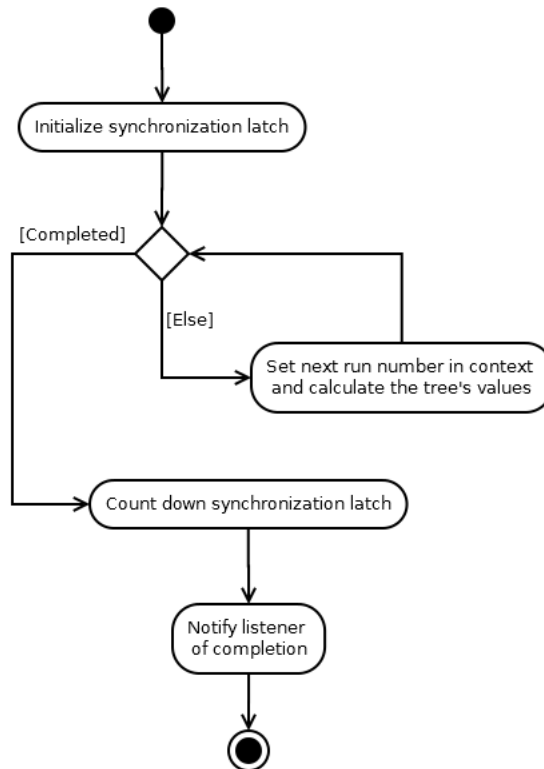 Initialize synchronization latch
[Completed]
[Else]
Set next run number in context
and calculate the tree's values
Count down synchronization latch
Notify listener
of completion